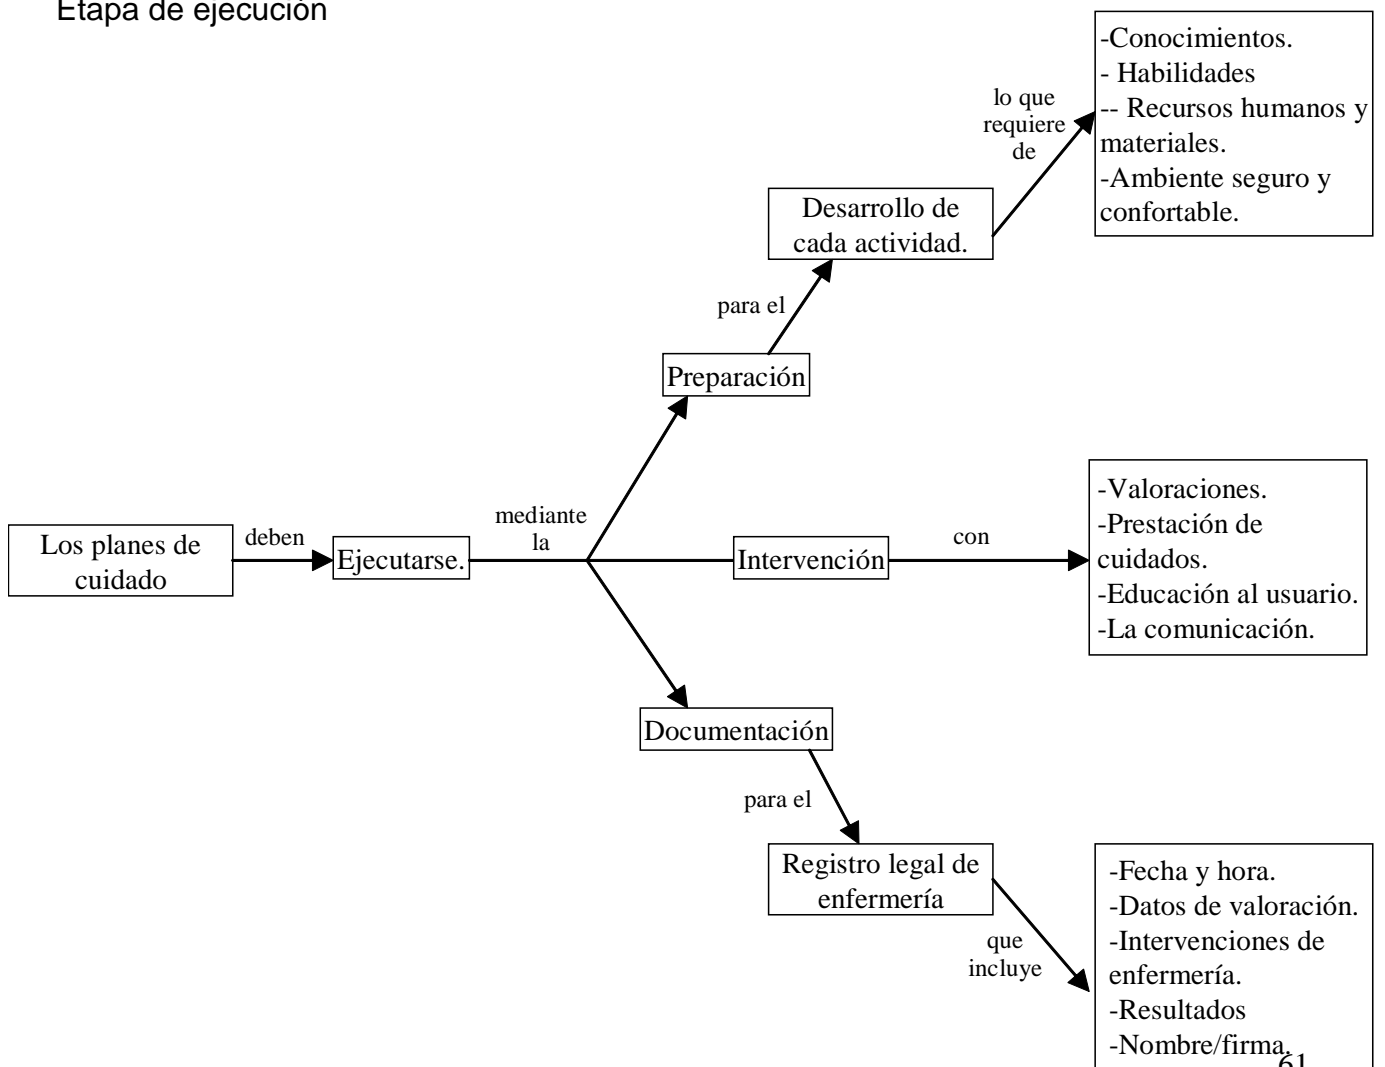 Etapa de ejecución
-Conocimientos.
- Habilidades
-- Recursos humanos y
materiales.
-Ambiente seguro y
confortable.
lo que
requiere
de
Desarrollo de
cada actividad.
para el
Preparación
Los planes de
cuidado
deben
Ejecutarse.
mediante
la
Intervención
con
-Valoraciones.
-Prestación de
cuidados.
-Educación al usuario.
-La comunicación.
Documentación
para el
Registro legal de
enfermería
que
incluye
-Fecha y hora.
-Datos de valoración.
-Intervenciones de
enfermería.
-Resultados
-Nombre/firma.
61